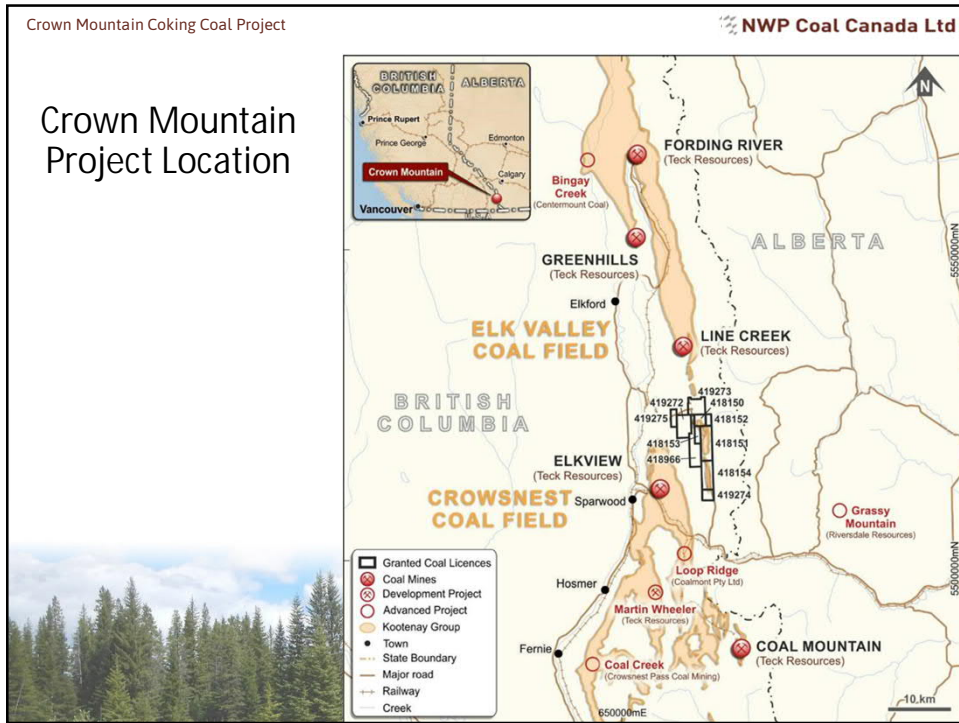 Crown Mountain Coking Coal Project
NWP Coal Canada Ltd
Crown Mountain
Project Location
BRITISH
COLUMBIA
ALBERTA
Prince Rupert
Prince George
Edmonton
Calgary
Crown Mountain
Vancouver
U.S.A
N
FORDING RIVER
(Teck Resources)
Bingay
Creek
(Centermount Coal)
ALBERTA
5550000mN
GREENHILLS
(Teck Resources)
Elkford
ELK VALLEY
COAL FIELD
LINE CREEK
(Teck Resources)
BRITISH
COLUMBIA
419273
419272
418150
419275
418152
418153
418151
418966
418154
419274
ELKVIEW
(Teck Resources)
CROWSNEST
COAL FIELD
Sparwood
Grassy
Mountain
(Riversdale Resources)
Loop Ridge
(Coalmont Pty Ltd)
5500000mN
Hosmer
Martin Wheeler
(Teck Resources)
Fernie
COAL MOUNTAIN
(Teck Resources)
Coal Creek
(Crowsnest Pass Coal Mining)
650000mE
10,km
Granted Coal Licences
Coal Mines
Development Project
Advanced Project
Kootenay Group
Town
State Boundary
Major road
Railway
Creek